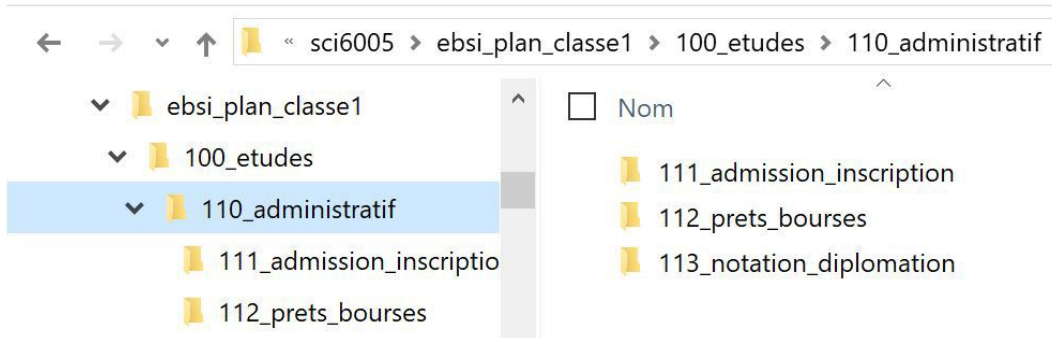 « sci6005 > ebsi_plan_classe1 > 100_etudes > 110_administratif
ebsi_plan_classe1
100_etudes
110_administratif
111_admission_inscriptio
112_prets_bourses
Nom
111_admission_inscription
112_prets_bourses
113_notation_diplomation